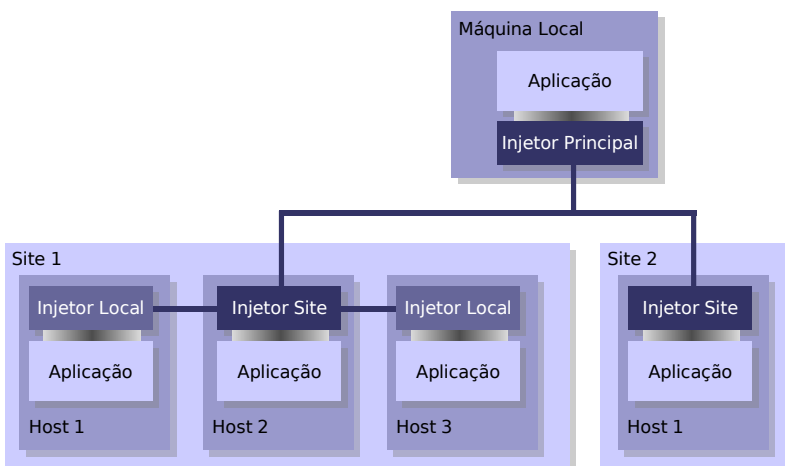 Máquina Local
Aplicação
Injetor Principal
Site 1
Injetor Local
Aplicação
Host 1
Injetor Site
Aplicação
Host 2
Injetor Local
Aplicação
Host 3
Site 2
Injetor Site
Aplicação
Host 1